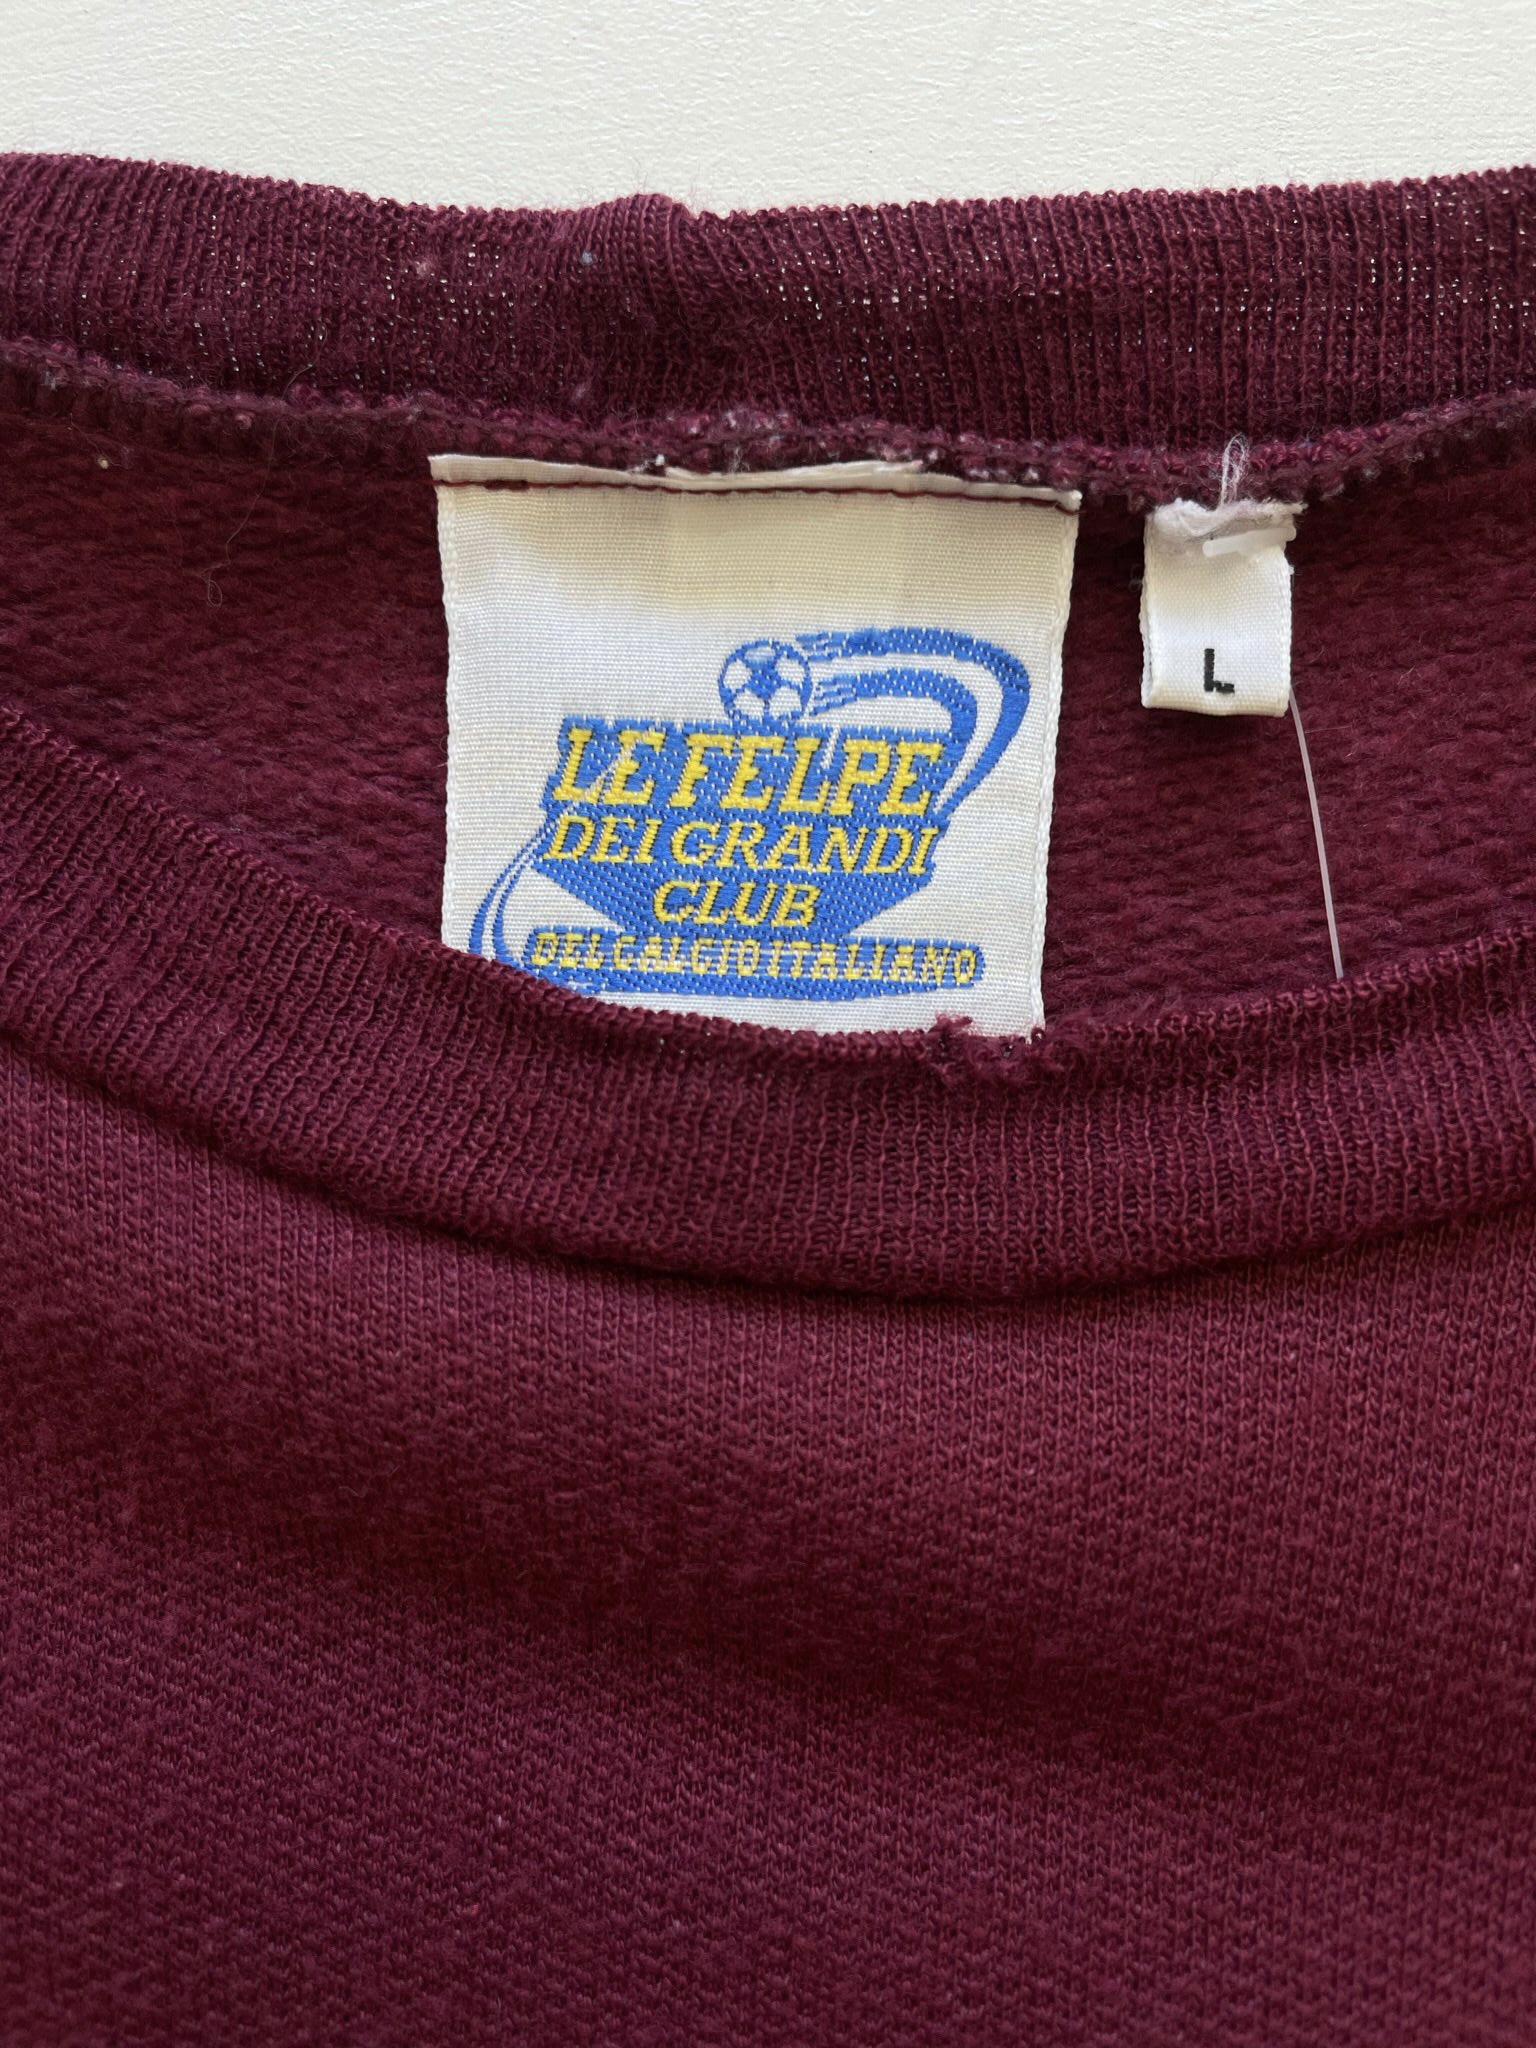 LE FELPE
DEI GRANDI
CLUB
DEL CALCIO ITALIANO
L